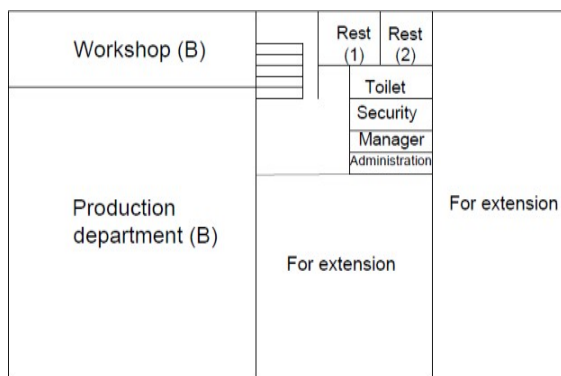 Workshop (B)
Rest
(1)
Rest
(2)
Toilet
Security
Manager
Administration
Production
department (B)
For extension
For extension